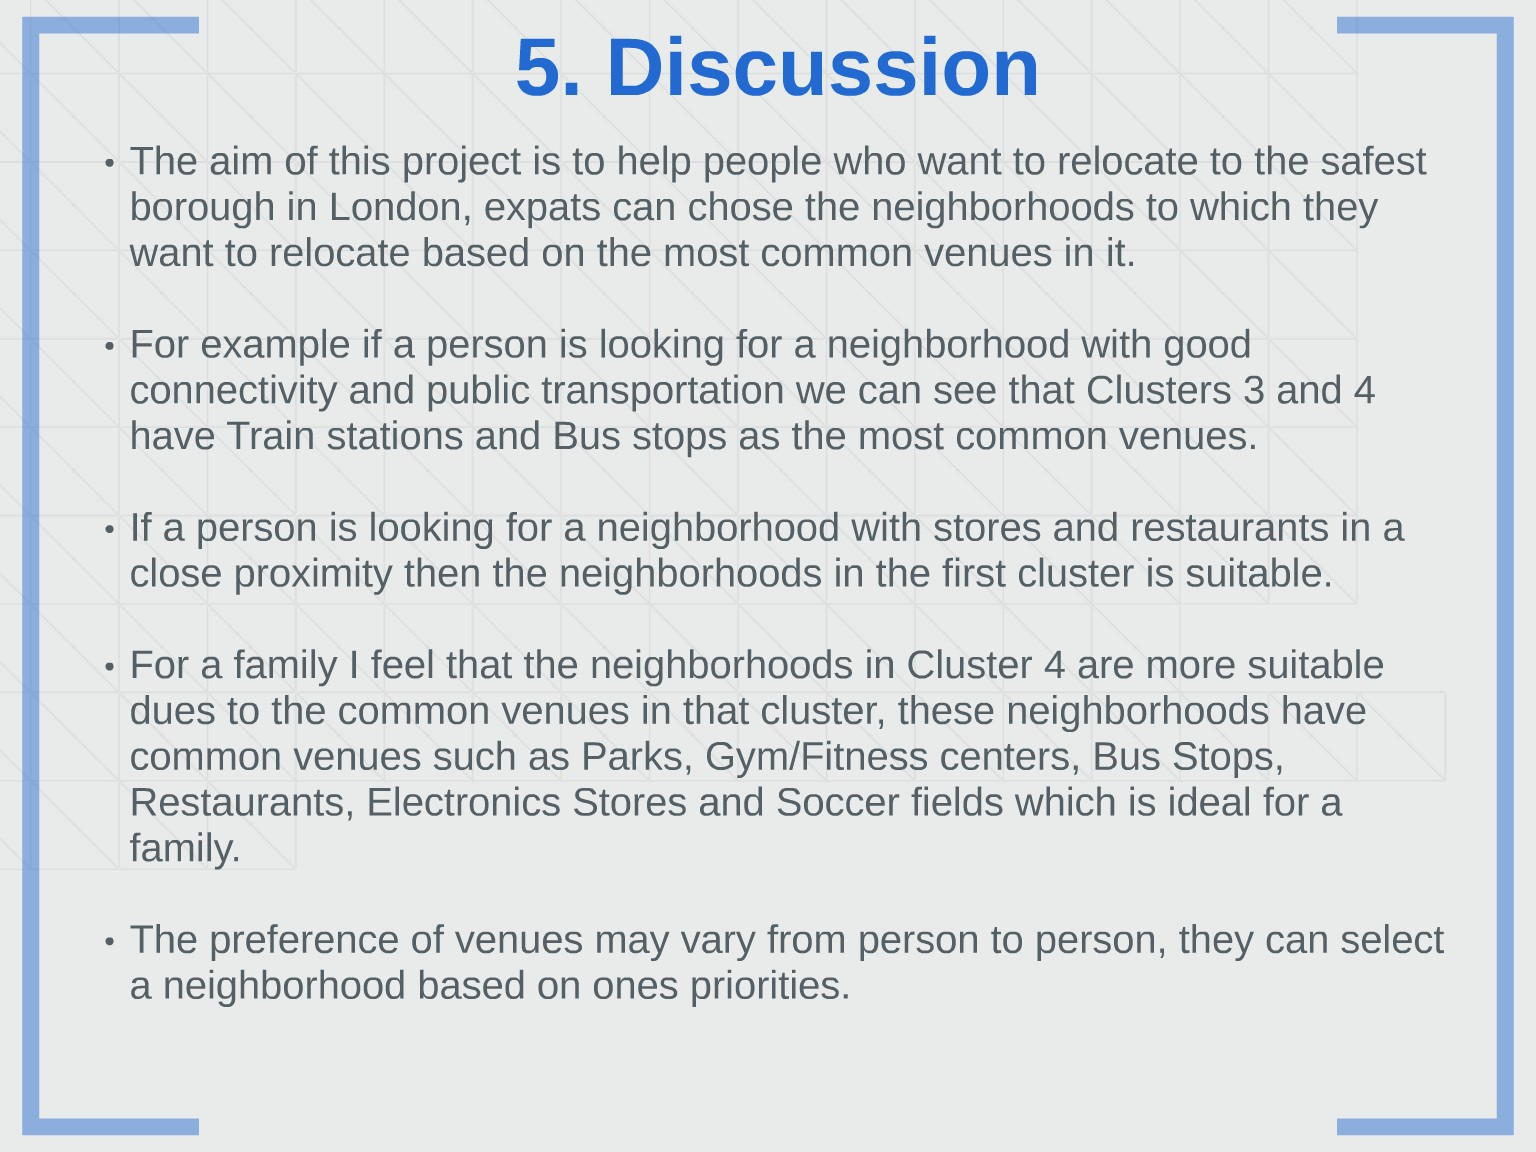 5. Discussion
• The aim of this project is to help people who want to relocate to the safest
borough in London, expats can chose the neighborhoods to which they
want to relocate based on the most common venues in it.
• For example if a person is looking for a neighborhood with good
connectivity and public transportation we can see that Clusters 3 and 4
have Train stations and Bus stops as the most common venues.
• If a person is looking for a neighborhood with stores and restaurants in a
close proximity then the neighborhoods in the first cluster is suitable.
• For a family I feel that the neighborhoods in Cluster 4 are more suitable
dues to the common venues in that cluster, these neighborhoods have
common venues such as Parks, Gym/Fitness centers, Bus Stops,
Restaurants, Electronics Stores and Soccer fields which is ideal for a
family.
• The preference of venues may vary from person to person, they can select
a neighborhood based on ones priorities.